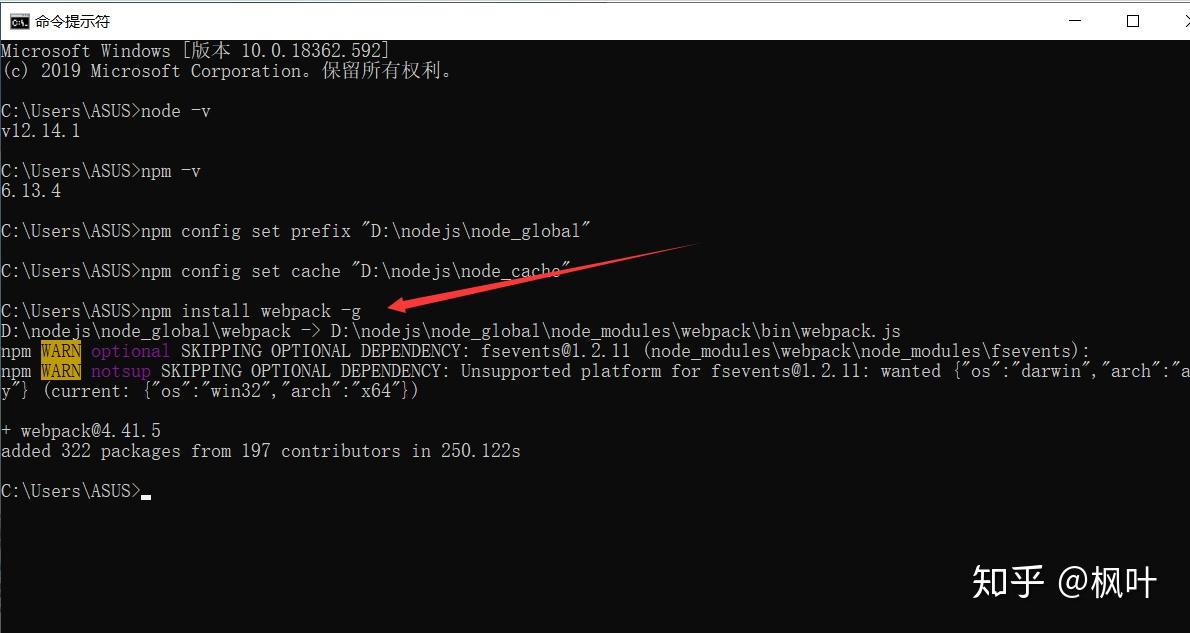 命令提示符
Microsoft Windows [版本 10.0.18362.592]
(c) 2019 Microsoft Corporation。保留所有权利。
C:\Users\ASUS>node -v
v12.14.1
C:\Users\ASUS>npm -v
6.13.4
C:\Users\ASUS>npm config set prefix "D:\nodejs\node_global"
C:\Users\ASUS>npm config set cache "D:\nodejs\node_cache"
C:\Users\ASUS>npm install webpack -g
D:\nodejs\node_global\webpack -> D:\nodejs\node_global\node_modules\webpack\bin\webpack.js
npm WARN optional SKIPPING OPTIONAL DEPENDENCY: fsevents@1.2.11 (node_modules\webpack\node_modules\fsevents):
npm WARN notsup SKIPPING OPTIONAL DEPENDENCY: Unsupported platform for fsevents@1.2.11: wanted {"os":"darwin","arch":"a
y"} (current: {"os":"win32","arch":"x64"})
+ webpack@4.41.5
added 322 packages from 197 contributors in 250.122s
C:\Users\ASUS>
知乎 @枫叶